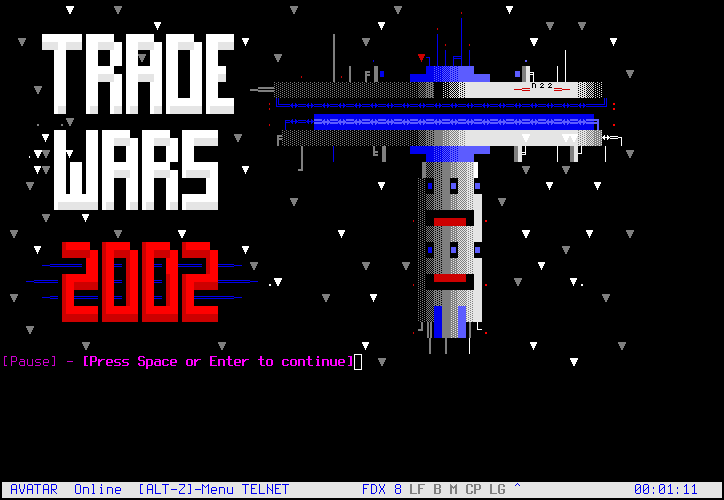 TRADE
WARS
2002
[Pause] - [Press Space or Enter to continue]
AVATAR Online [ALT-Z]-Menu TELNET FDX 8 LF B M CP LG ^ 00:01:11